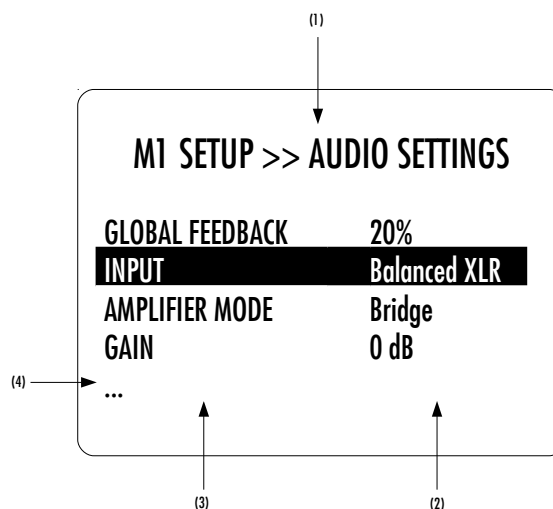 (1)
M1 SETUP >> AUDIO SETTINGS
GLOBAL FEEDBACK 20%
INPUT Balanced XLR
AMPLIFIER MODE Bridge
GAIN 0 dB
(4)
...
(3) (2)